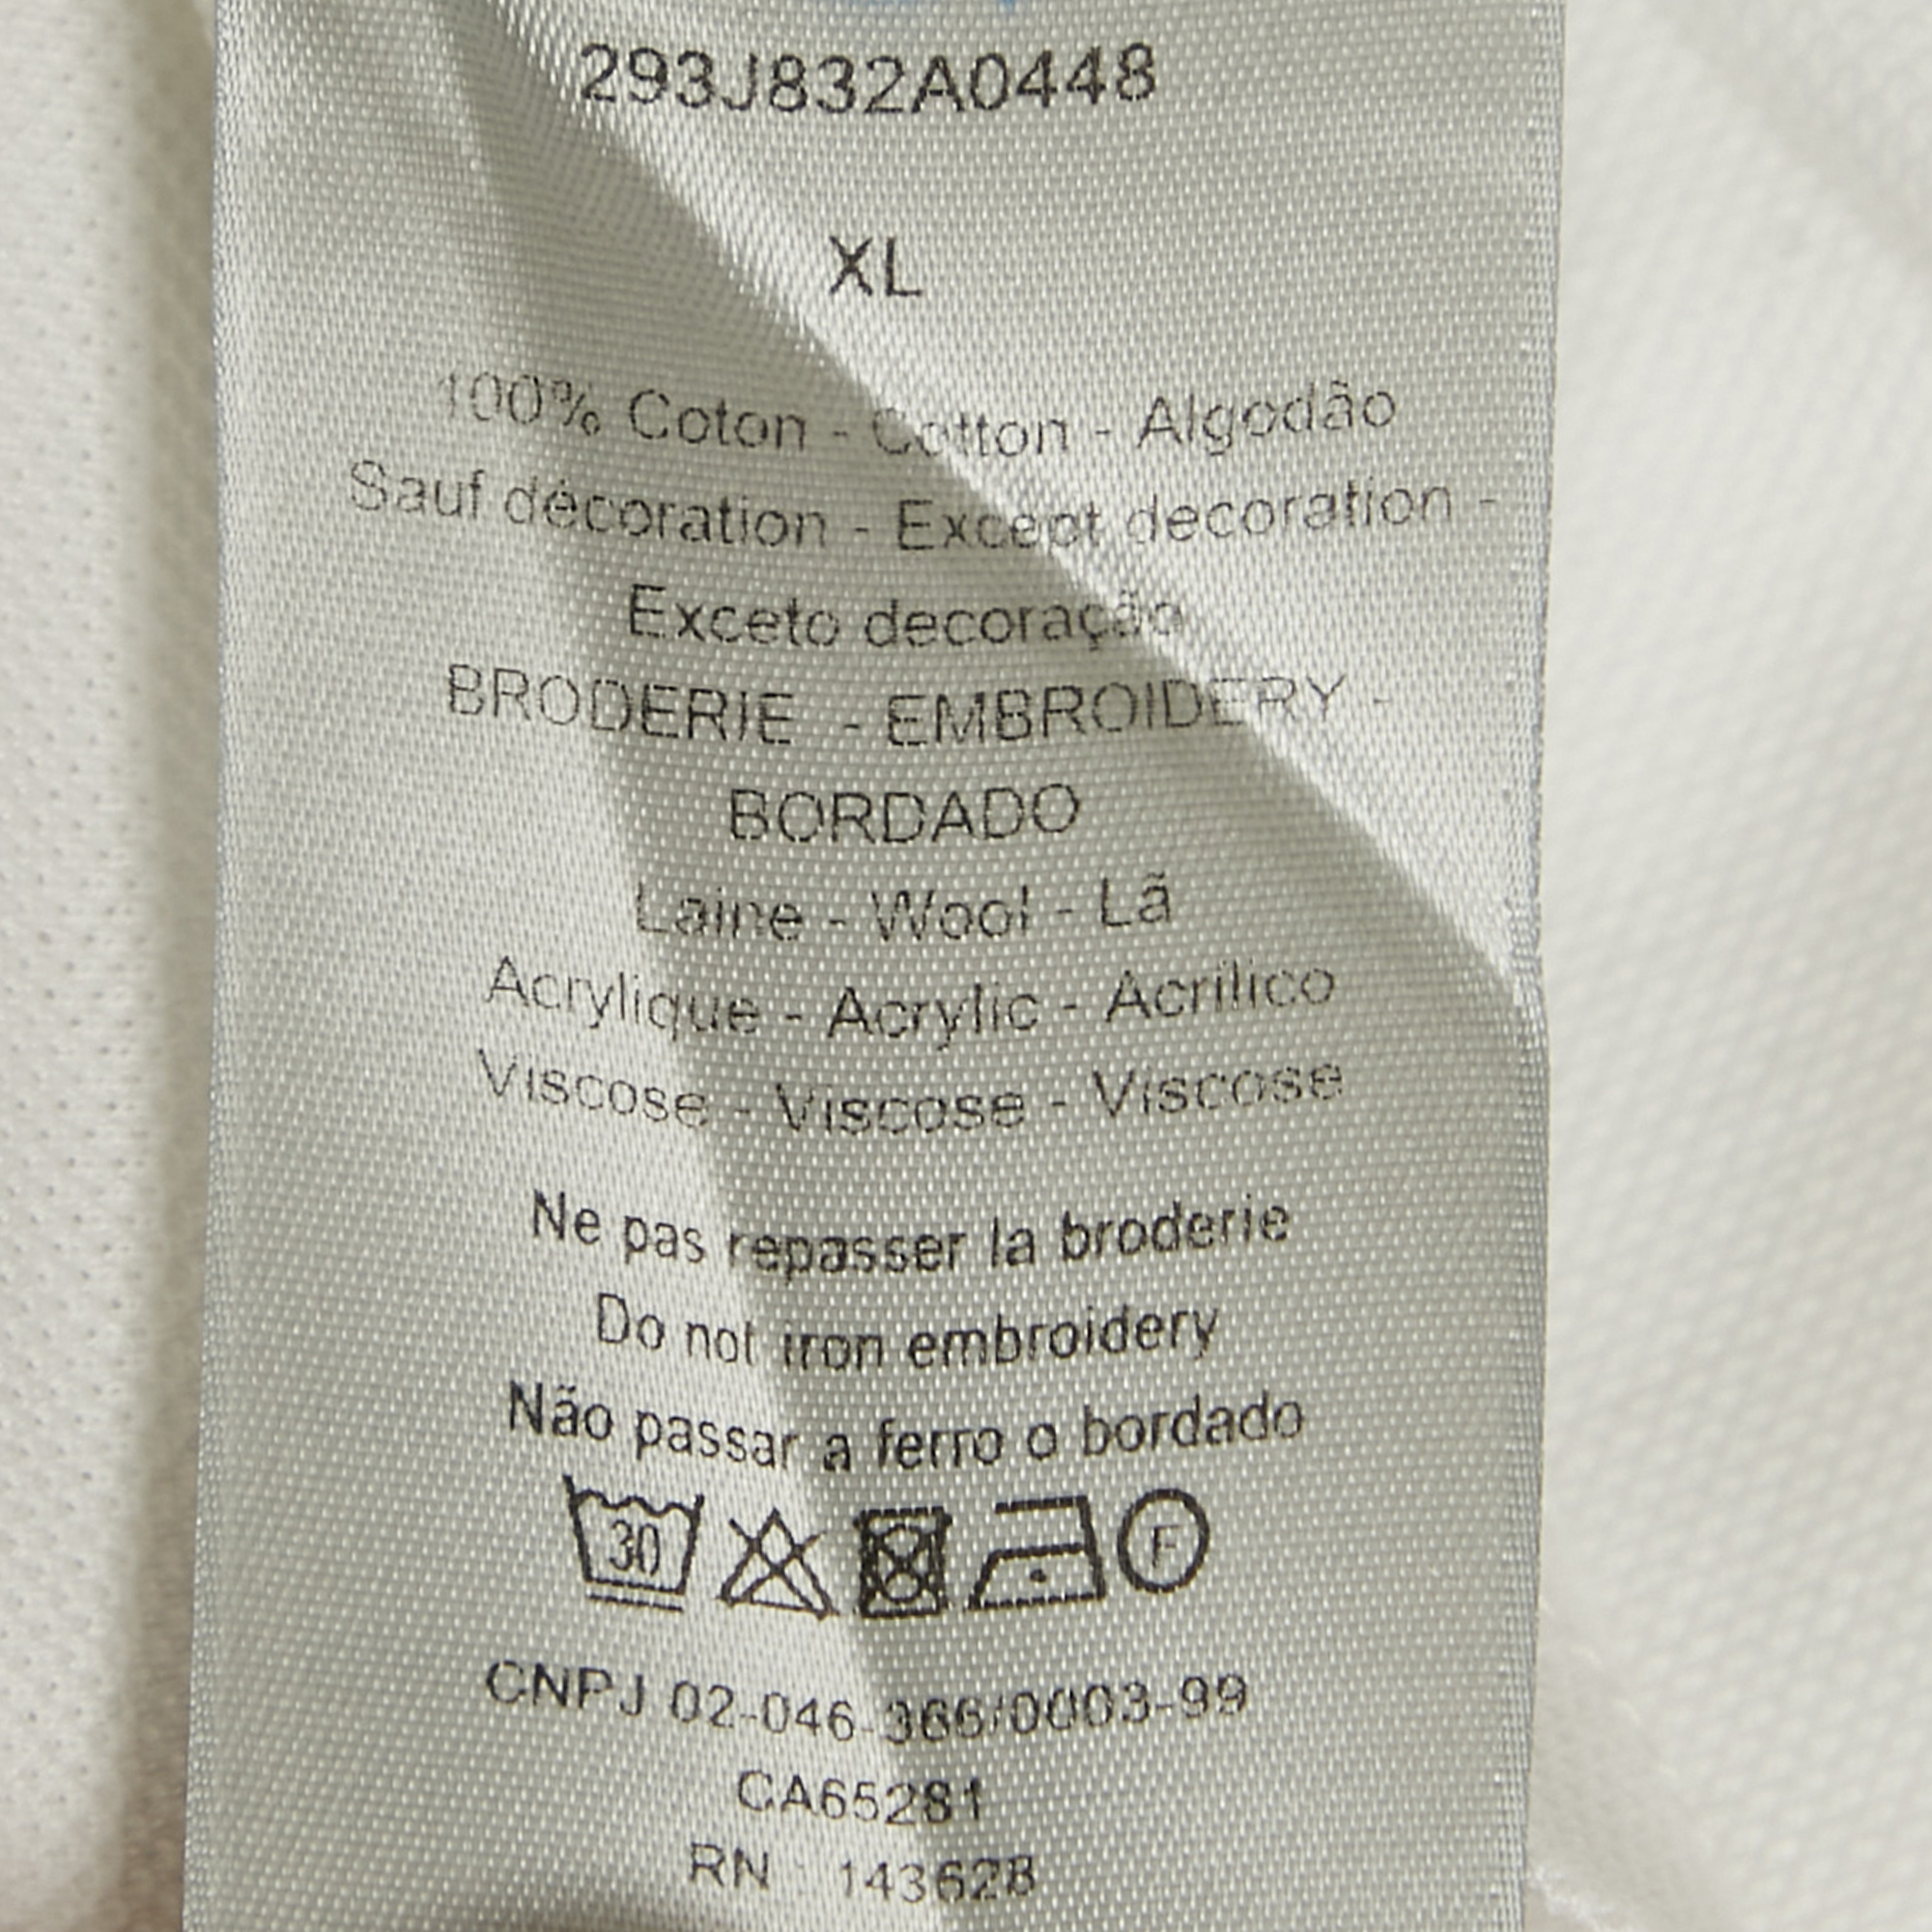 293J832A0448
XL
100% Coton - Cotton - Algodão
Sauf décoration - Except decoration -
Exceto decoração
BRODERIE - EMBROIDERY -
BORDADO
Laine - Wool - Lã
Acrylique - Acrylic - Acrílico
Viscose - Viscose - Viscose
Ne pas repasser la broderie
Do not iron embroidery
Não passar a ferro o bordado
30 F
CNPJ 02-046-366/0003-99
CA65281
RN : 143628